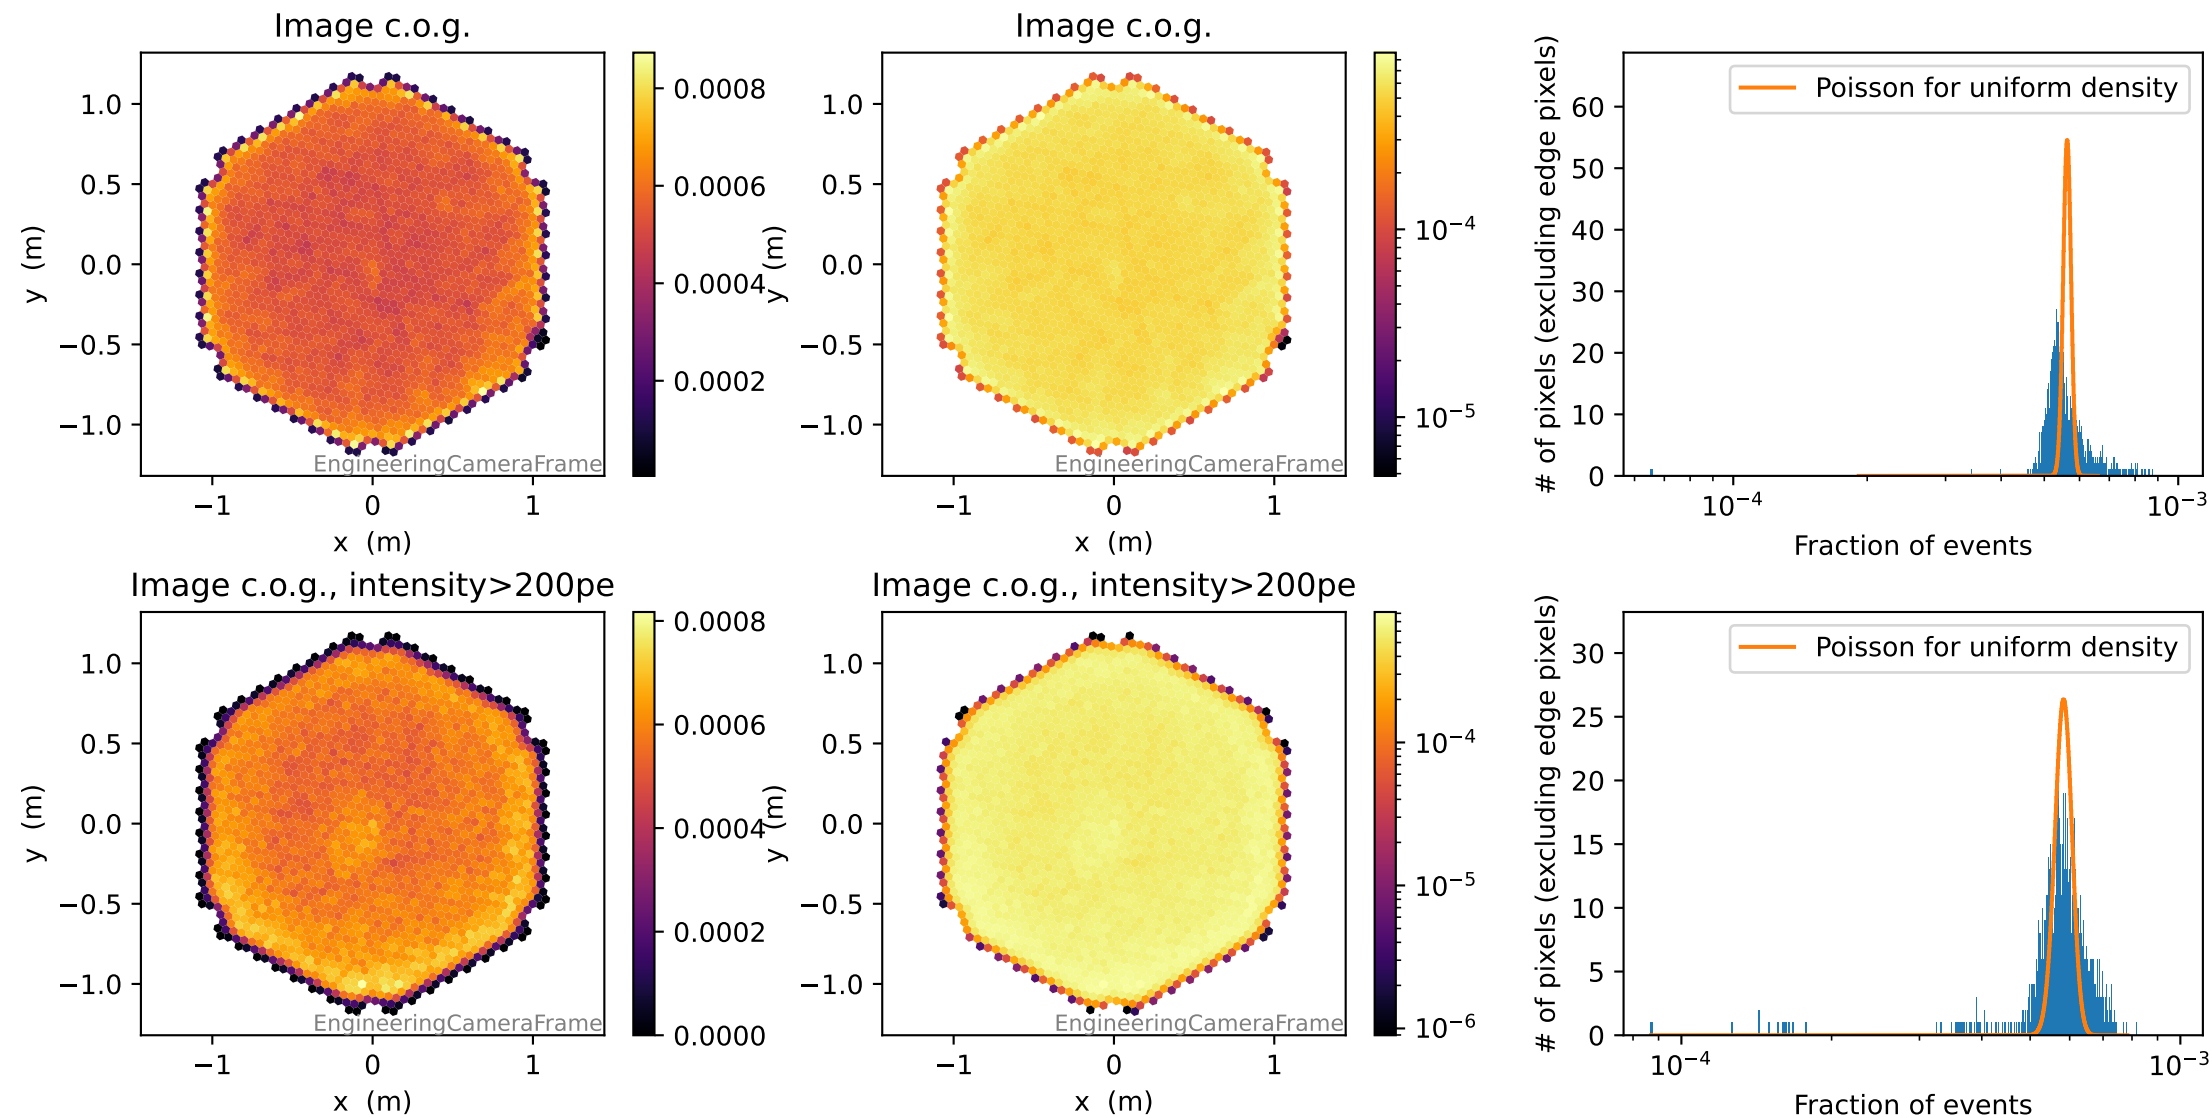 Image c.o.g.
1.0
0.5
0.0
−0.5
−1.0
y (m)
−1
0
1
x (m)
EngineeringCameraFrame
0.0008
0.0006
0.0004
0.0002
Image c.o.g.
1.0
0.5
0.0
−0.5
−1.0
y (m)
−1
0
1
x (m)
EngineeringCameraFrame
10⁻⁴
10⁻⁵
# of pixels (excluding edge pixels)
60
50
40
30
20
10
0
Poisson for uniform density
10⁻⁴
10⁻³
Fraction of events
Image c.o.g., intensity>200pe
1.0
0.5
0.0
−0.5
−1.0
y (m)
−1
0
1
x (m)
EngineeringCameraFrame
0.0008
0.0006
0.0004
0.0002
0.0000
Image c.o.g., intensity>200pe
1.0
0.5
0.0
−0.5
−1.0
y (m)
−1
0
1
x (m)
EngineeringCameraFrame
10⁻⁴
10⁻⁵
10⁻⁶
# of pixels (excluding edge pixels)
30
25
20
15
10
5
0
Poisson for uniform density
10⁻⁴
10⁻³
Fraction of events